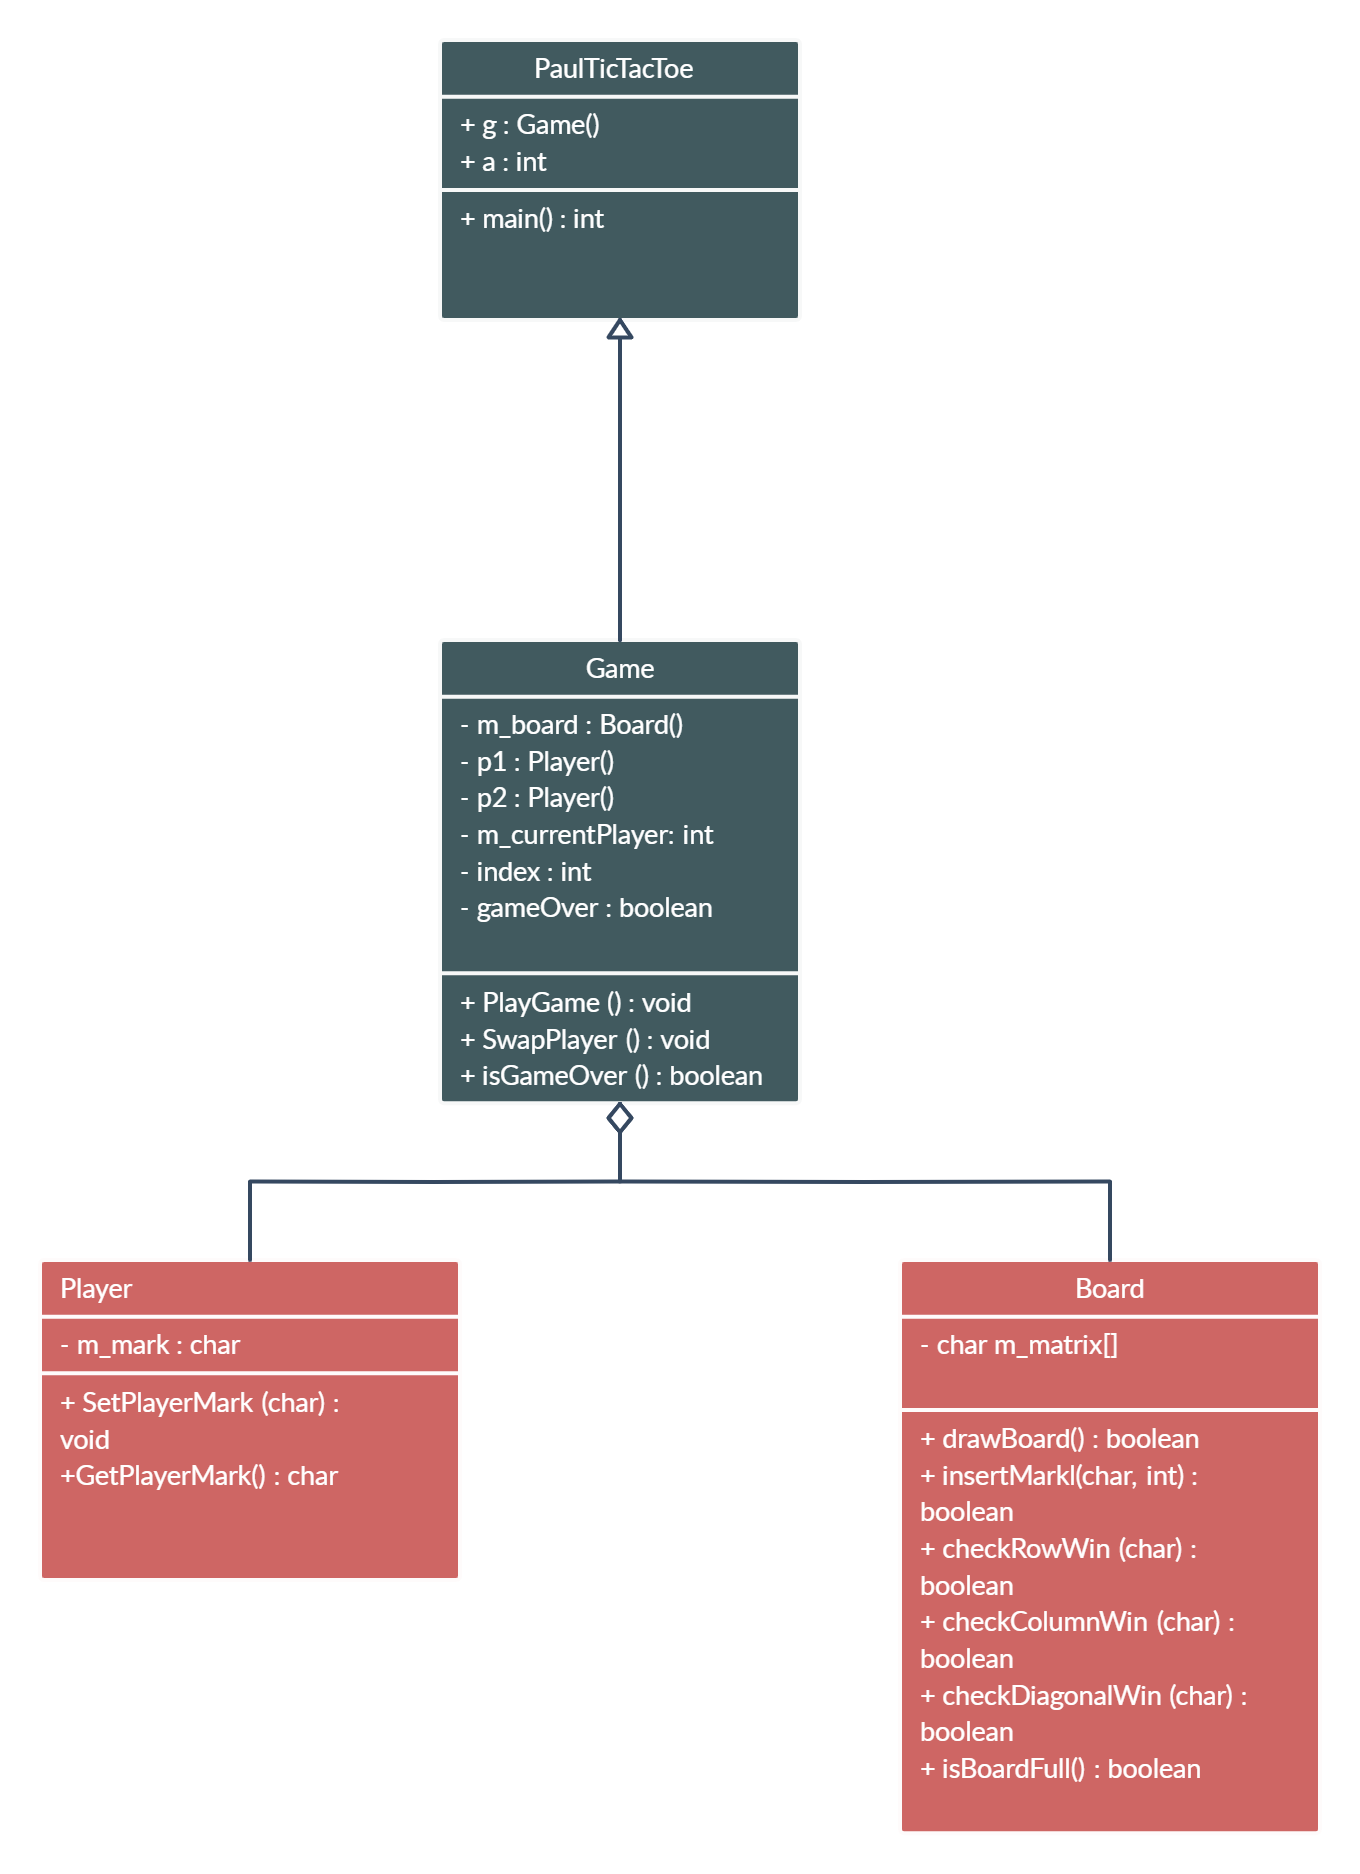 PaulTicTacToe
+ g : Game()
+ a : int
+ main() : int
Game
- m_board : Board()
- p1 : Player()
- p2 : Player()
- m_currentPlayer: int
- index : int
- gameOver : boolean
+ PlayGame () : void
+ SwapPlayer () : void
+ isGameOver () : boolean
Player
- m_mark : char
+ SetPlayerMark (char) :
void
+GetPlayerMark() : char
Board
- char m_matrix[]
+ drawBoard() : boolean
+ insertMarkl(char, int) :
boolean
+ checkRowWin (char) :
boolean
+ checkColumnWin (char) :
boolean
+ checkDiagonalWin (char) :
boolean
+ isBoardFull() : boolean